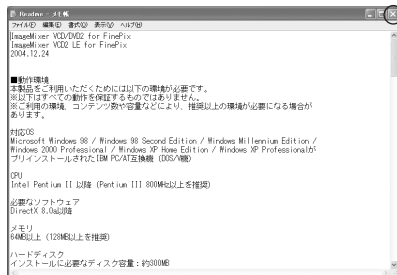 Readme - メモ帳
ファイル(F) 編集(E) 書式(O) 表示(V) ヘルプ(H)
ImageMixer VCD/DVD2 for FinePix
ImageMixer VCD2 LE for FinePix
2004.12.24
■動作環境
本製品をご利用いただくためには以下の環境が必要です。
※以下はすべての動作を保証するものではありません。
※ご利用の環境、コンテンツ数や容量などにより、推奨以上の環境が必要になる場合が
あります。
対応OS
Microsoft Windows 98 / Windows 98 Second Edition / Windows Millennium Edition /
Windows 2000 Professional / Windows XP Home Edition / Windows XP Professionalが
プリインストールされたIBM PC/AT互換機 (DOS/V機)
CPU
Intel Pentium II 以降 (Pentium III 800MHz以上を推奨)
必要なソフトウェア
DirectX 8.0a以降
メモリ
64MB以上 (128MB以上を推奨)
ハードディスク
インストールに必要なディスク容量：約300MB